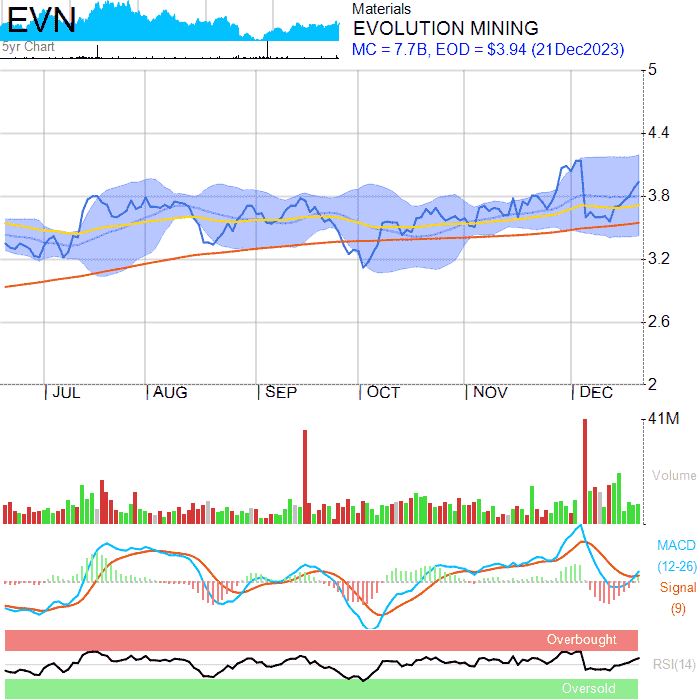 EVN
5yr Chart
Materials
EVOLUTION MINING
MC = 7.7B, EOD = $3.94 (21Dec2023)
5
4.4
3.8
3.2
2.6
2
JUL
AUG
SEP
OCT
NOV
DEC
41M
Volume
MACD
(12-26)
Signal
(9)
Overbought
RSI(14)
Oversold